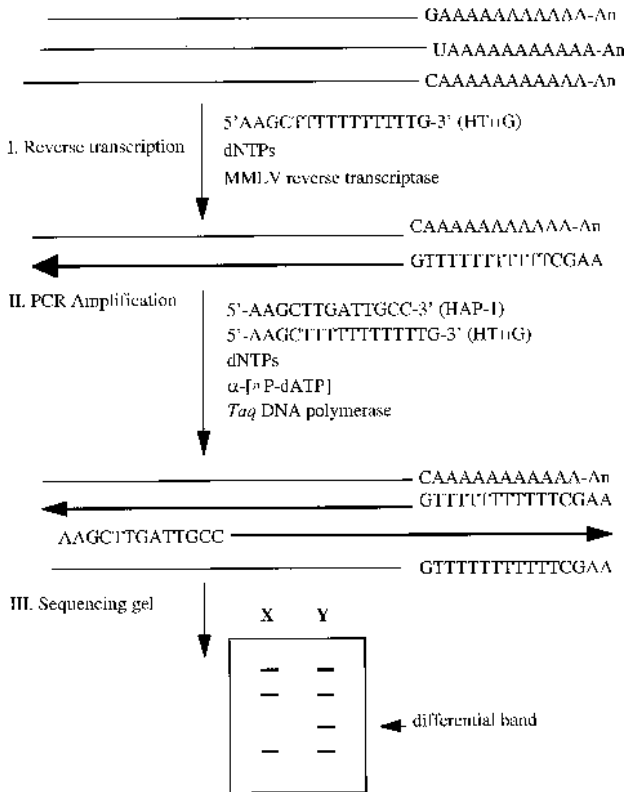 GAAAAAAAAAAA-An
UAAAAAAAAAAA-An
CAAAAAAAAAAA-An
I. Reverse transcription
5'AAGCTTTTTTTTTTTG-3' (HT11G)
dNTPs
MMLV reverse transcriptase
CAAAAAAAAAAA-An
GTTTTTTTTTTTCGAA
II. PCR Amplification
5'-AAGCTTGATTGCC-3' (HAP-1)
5'-AAGCTTTTTTTTTTTG-3' (HT11G)
dNTPs
α-[ P-dATP]
Taq DNA polymerase
CAAAAAAAAAAA-An
GTTTTTTTTTTTCGAA
AAGCTTGATTGCC
GTTTTTTTTTTTCGAA
III. Sequencing gel
X Y
differential band